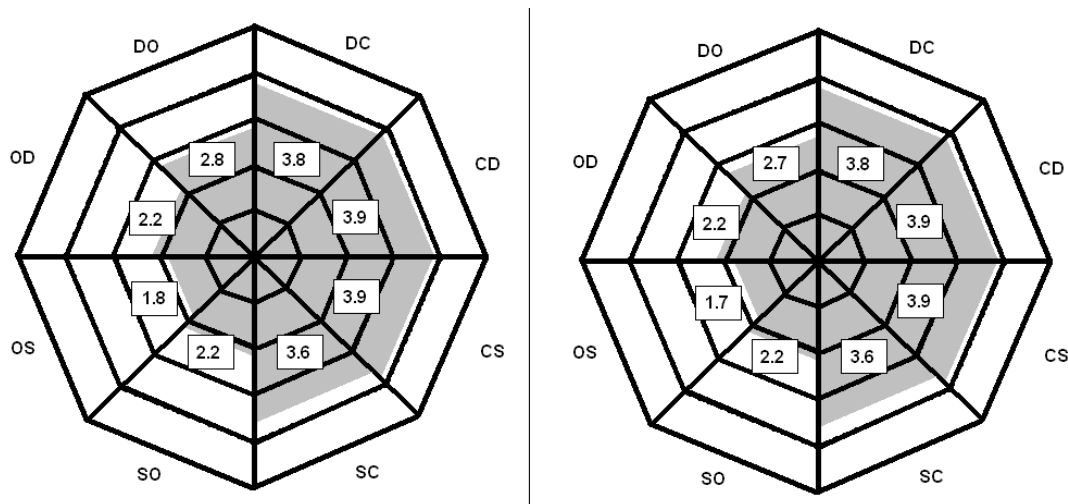 DO DC
OD CD
2.8 3.8
2.2 3.9
1.8 3.9
2.2 3.6
OS CS
SO SC
DO DC
OD CD
2.7 3.8
2.2 3.9
1.7 3.9
2.2 3.6
OS CS
SO SC